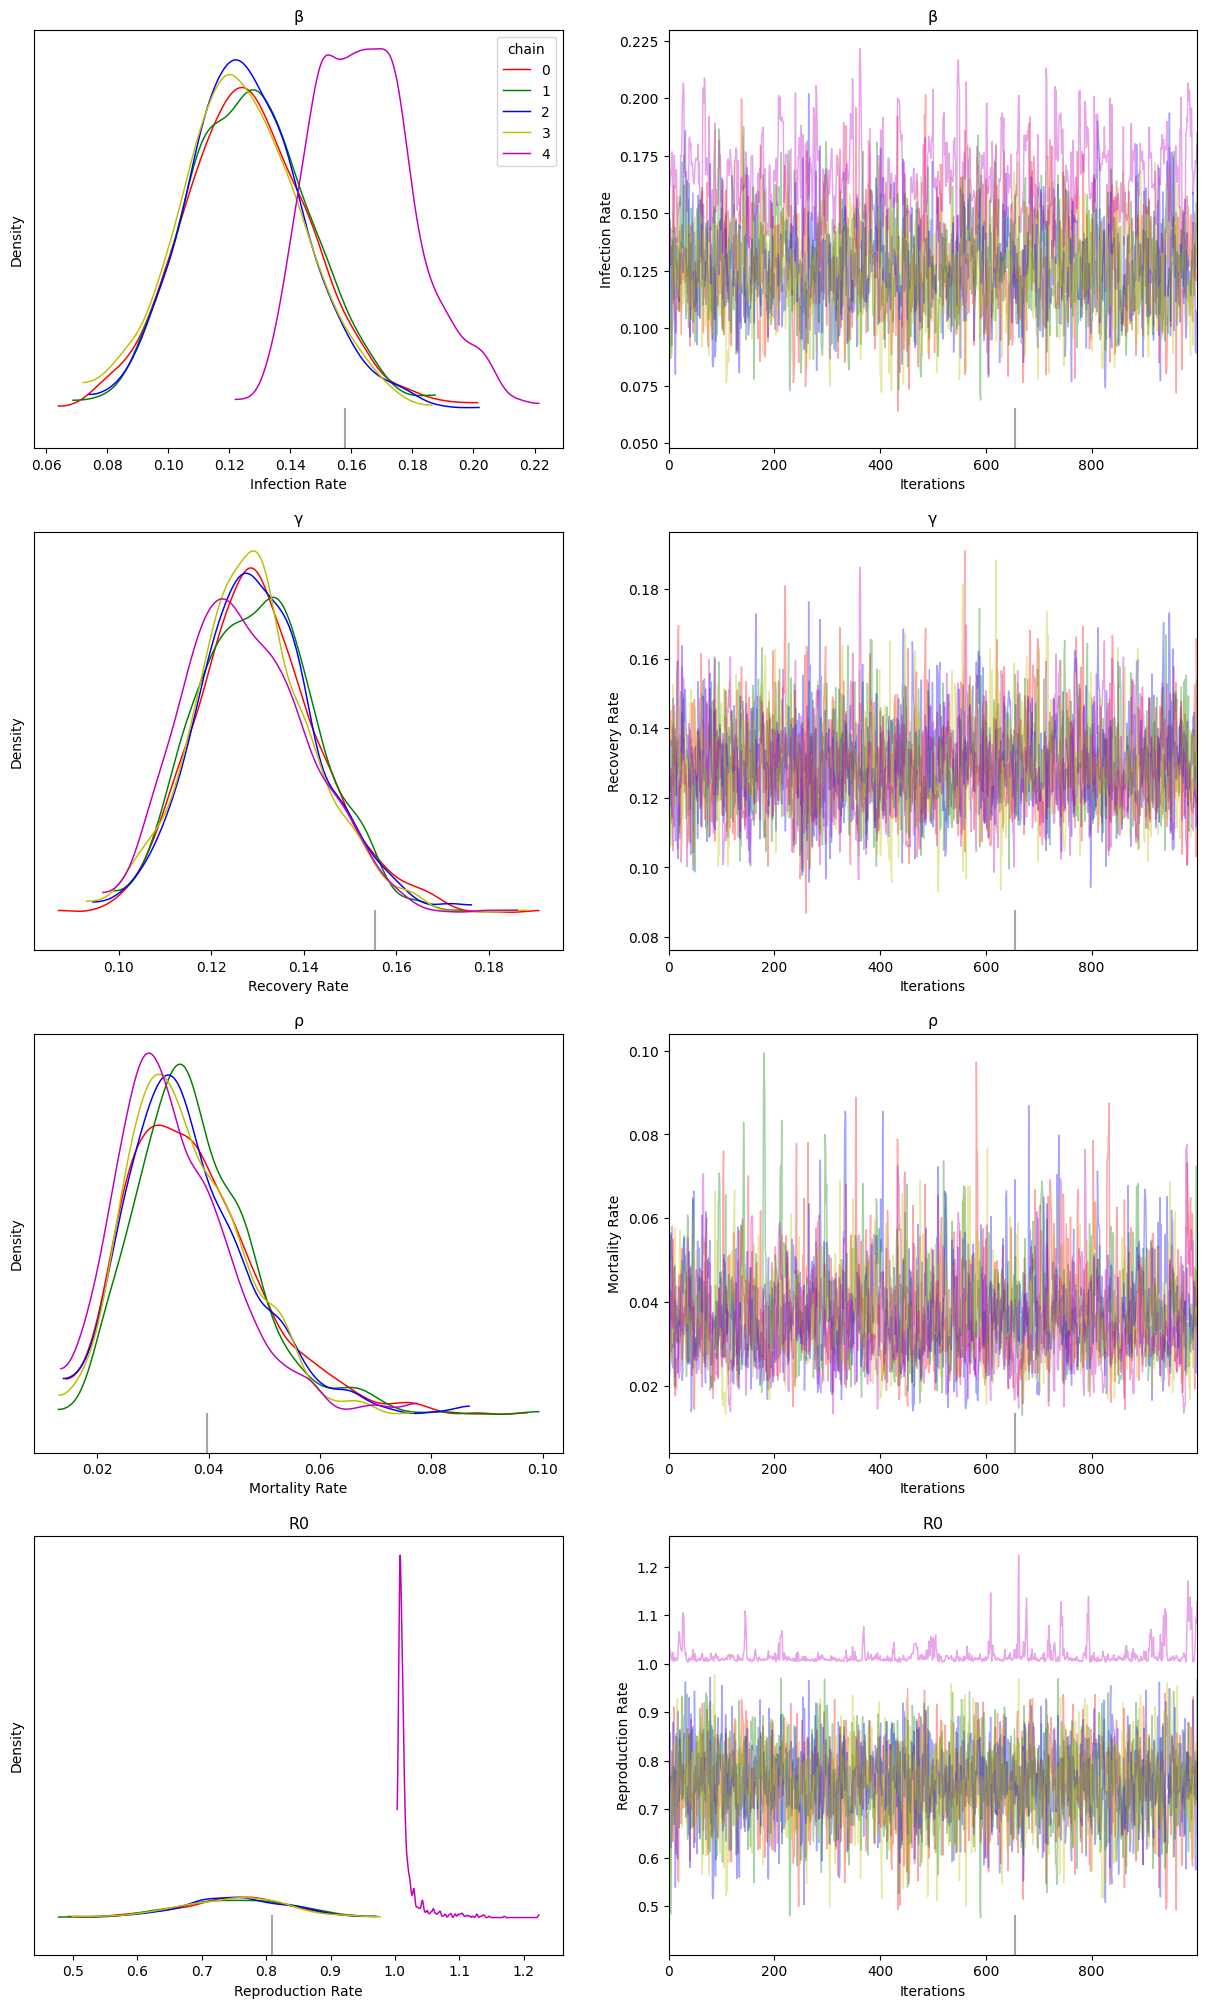 β
Density
chain
0
1
2
3
4
0.06 0.08 0.10 0.12 0.14 0.16 0.18 0.20 0.22
Infection Rate
β
Infection Rate
0.225
0.200
0.175
0.150
0.125
0.100
0.075
0.050
0 200 400 600 800
Iterations
γ
Density
0.10 0.12 0.14 0.16 0.18
Recovery Rate
γ
Recovery Rate
0.18
0.16
0.14
0.12
0.10
0.08
0 200 400 600 800
Iterations
ρ
Density
0.02 0.04 0.06 0.08 0.10
Mortality Rate
ρ
Mortality Rate
0.10
0.08
0.06
0.04
0.02
0 200 400 600 800
Iterations
R0
Density
0.5 0.6 0.7 0.8 0.9 1.0 1.1 1.2
Reproduction Rate
R0
Reproduction Rate
1.2
1.1
1.0
0.9
0.8
0.7
0.6
0.5
0 200 400 600 800
Iterations